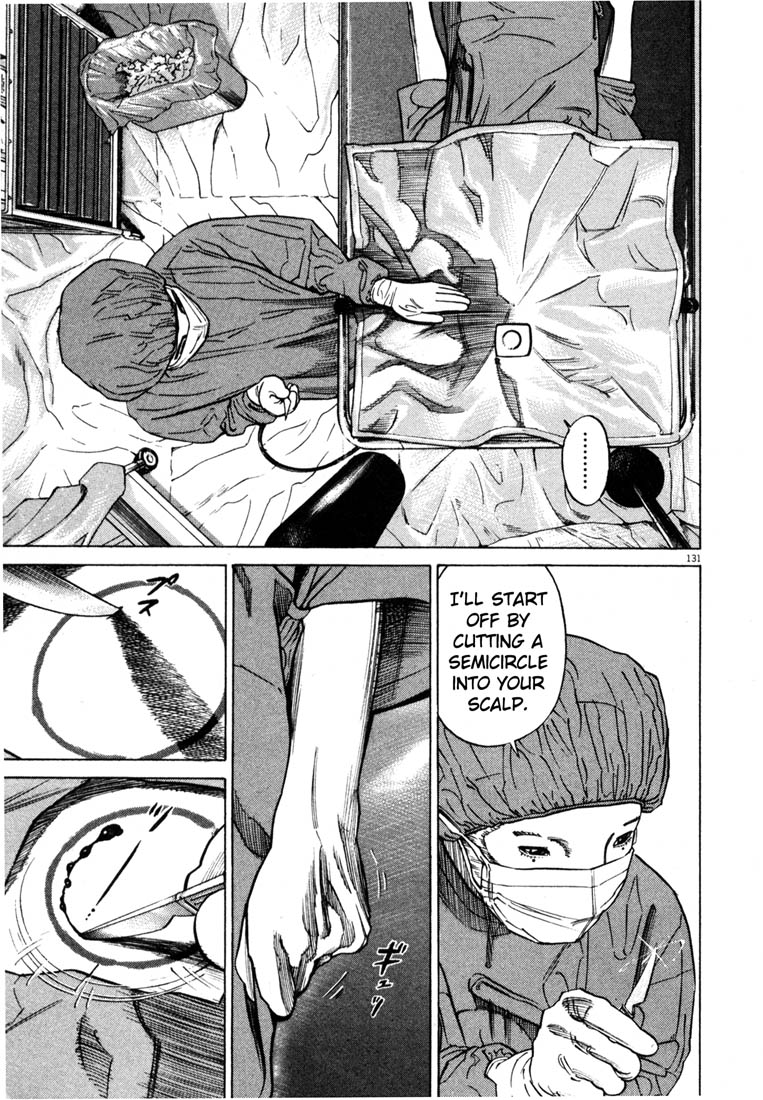 ………
131
I'LL START
OFF BY
CUTTING A
SEMICIRCLE
INTO YOUR
SCALP.
ギュッ
プス